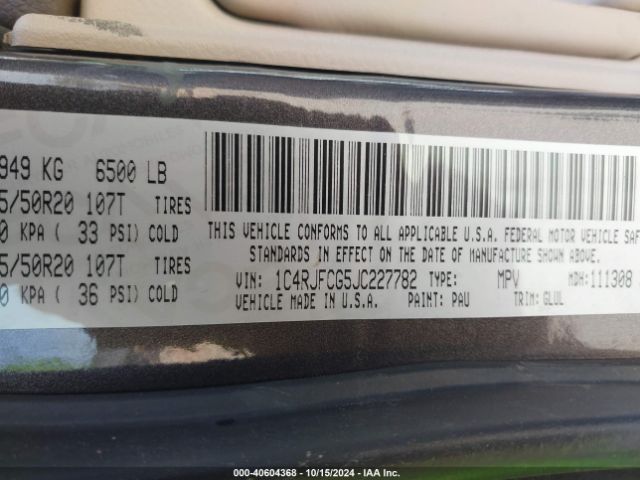 949 KG 6500 LB
5/50R20 107T TIRES
0 KPA ( 33 PSI) COLD
5/50R20 107T TIRES
0 KPA ( 36 PSI) COLD
THIS VEHICLE CONFORMS TO ALL APPLICABLE U.S.A. FEDERAL MOTOR VEHICLE SAF
STANDARDS IN EFFECT ON THE DATE OF MANUFACTURE SHOWN ABOVE.
VIN: 1C4RJFCG5JC227782 TYPE: MPV MDH:111308
VEHICLE MADE IN U.S.A. PAINT: PAU TRIM: GLUL
000-40604368 - 10/15/2024 - IAA Inc.